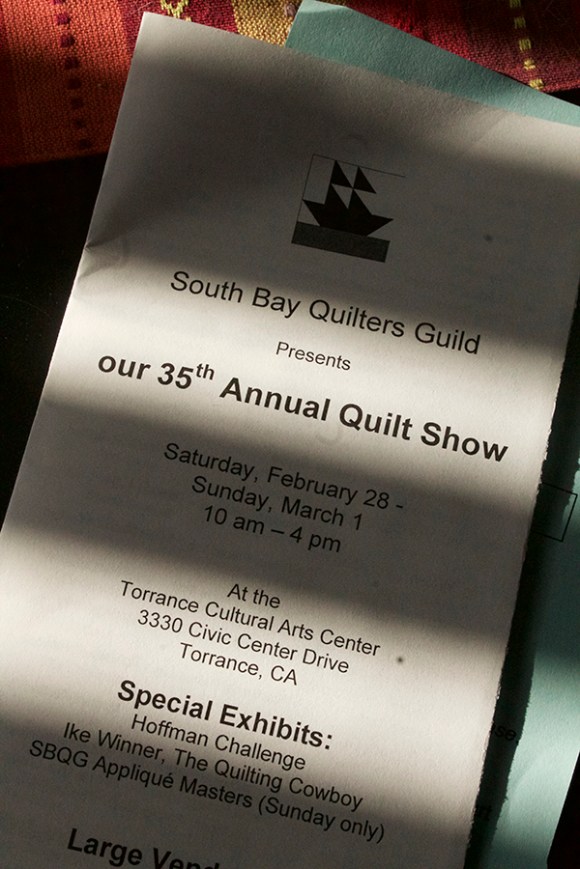 South Bay Quilters Guild
Presents
our 35th Annual Quilt Show
Saturday, February 28 -
Sunday, March 1
10 am – 4 pm
At the
Torrance Cultural Arts Center
3330 Civic Center Drive
Torrance, CA
Special Exhibits:
Hoffman Challenge
Ike Winner, The Quilting Cowboy
SBQG Appliqué Masters (Sunday only)
Large